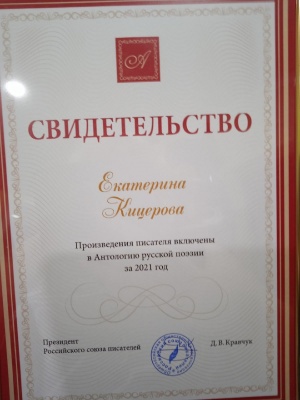 А
СВИДЕТЕЛЬСТВО
Екатерина
Кицерова
Произведения писателя включены
в Антологию русской поэзии
за 2021 год
Президент
Российского союза писателей
Д. В. Кравчук